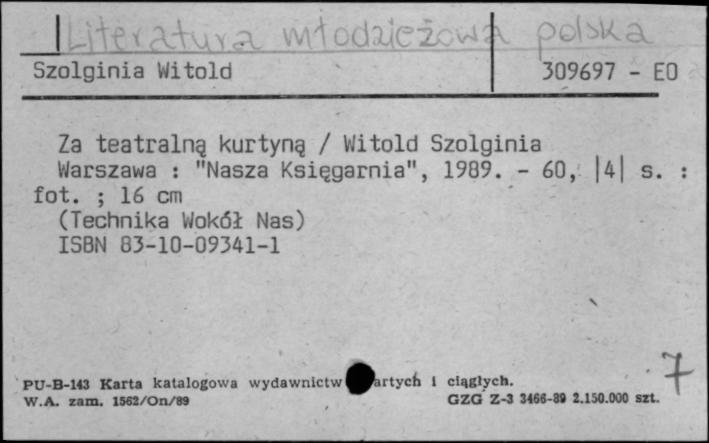 Literatura młodzieżowa polska
Szolginia Witold 309697 - EO
Za teatralną kurtyną / Witold Szolginia
Warszawa : "Nasza Księgarnia", 1989. - 60, |4| s. :
fot. ; 16 cm
(Technika Wokół Nas)
ISBN 83-10-09341-1
7
PU-B-143 Karta katalogowa wydawnictw artych i ciągłych.
W.A. zam. 1562/On/89 GZG Z-3 3466-89 2.150.000 szt.